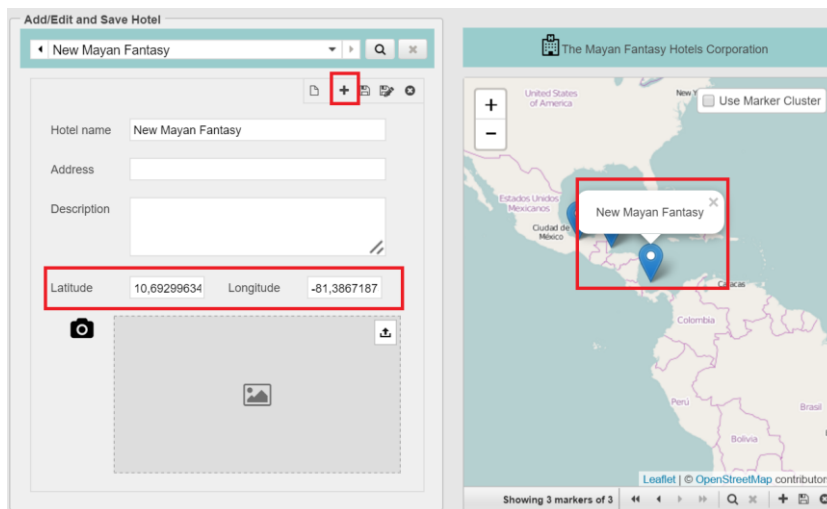 Add/Edit and Save Hotel
New Mayan Fantasy
Hotel name New Mayan Fantasy
Address
Description
Latitude 10,69299634 Longitude -81,3867187
The Mayan Fantasy Hotels Corporation
+
−
Use Marker Cluster
United States
of America
New Y
Estados Unidos
Mexicanos
Ciudad de
México
New Mayan Fantasy
Caracas
Colombia
Perú
Brasil
Bolivia
Leaflet | © OpenStreetMap contributor
Showing 3 markers of 3